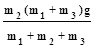 m₂(m₁ + m₃)g
m₁ + m₂ + m₃